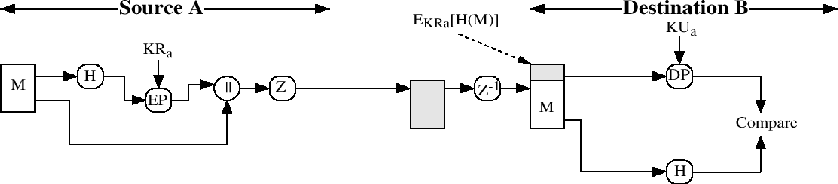 Source A
Destination B
E_KRa[H(M)]
KU_a
KR_a
M
H
EP
||
Z
Z^-1
M
DP
Compare
H